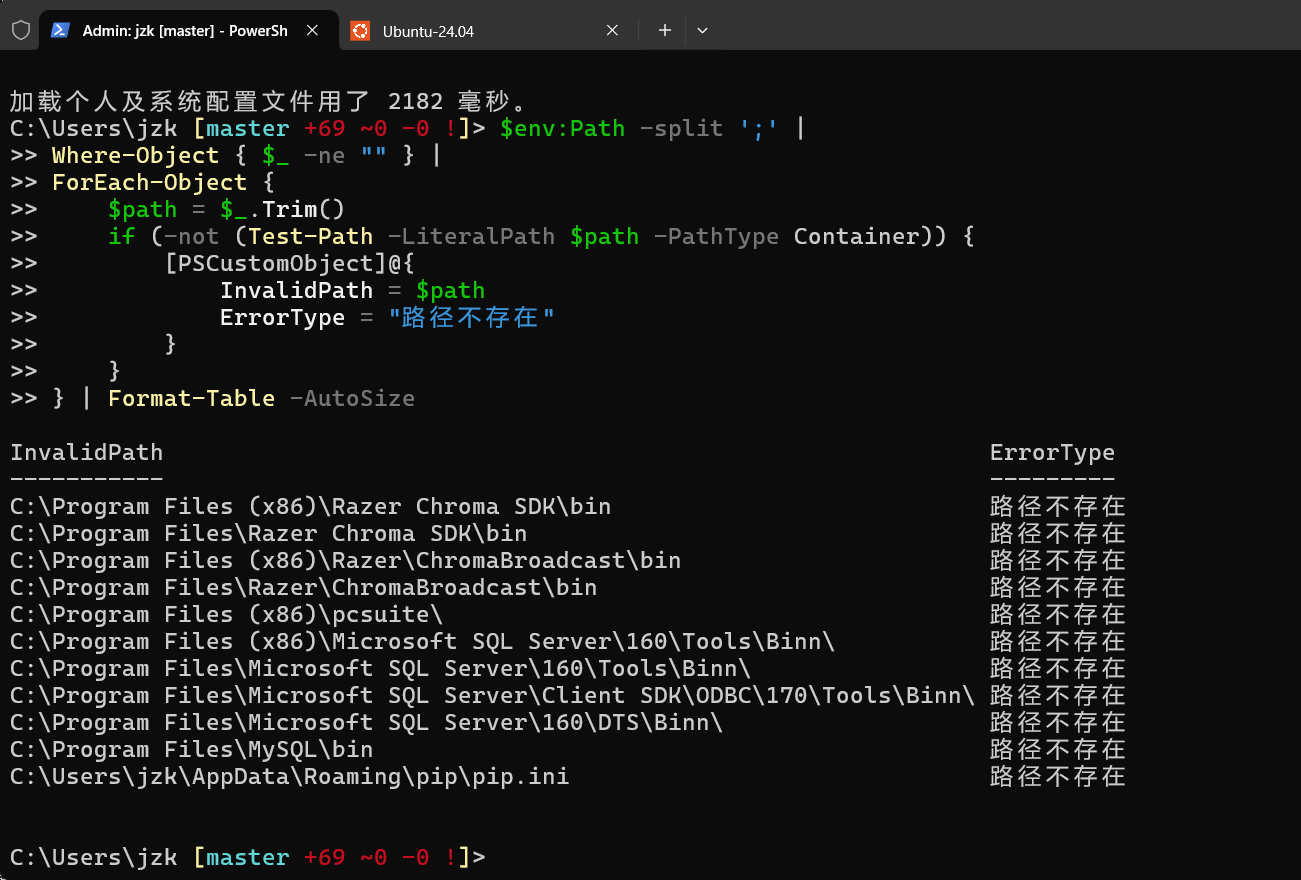 Admin: jzk [master] - PowerSh
Ubuntu-24.04
加载个人及系统配置文件用了 2182 毫秒。
C:\Users\jzk [master +69 ~0 -0 !]> $env:Path -split ';' |
>> Where-Object { $_ -ne "" } |
>> ForEach-Object {
>>     $path = $_.Trim()
>>     if (-not (Test-Path -LiteralPath $path -PathType Container)) {
>>         [PSCustomObject]@{
>>             InvalidPath = $path
>>             ErrorType = "路径不存在"
>>         }
>>     }
>> } | Format-Table -AutoSize
InvalidPath ErrorType
----------- ---------
C:\Program Files (x86)\Razer Chroma SDK\bin 路径不存在
C:\Program Files\Razer Chroma SDK\bin 路径不存在
C:\Program Files (x86)\Razer\ChromaBroadcast\bin 路径不存在
C:\Program Files\Razer\ChromaBroadcast\bin 路径不存在
C:\Program Files (x86)\pcsuite\ 路径不存在
C:\Program Files (x86)\Microsoft SQL Server\160\Tools\Binn\ 路径不存在
C:\Program Files\Microsoft SQL Server\160\Tools\Binn\ 路径不存在
C:\Program Files\Microsoft SQL Server\Client SDK\ODBC\170\Tools\Binn\ 路径不存在
C:\Program Files\Microsoft SQL Server\160\DTS\Binn\ 路径不存在
C:\Program Files\MySQL\bin 路径不存在
C:\Users\jzk\AppData\Roaming\pip\pip.ini 路径不存在
C:\Users\jzk [master +69 ~0 -0 !]>